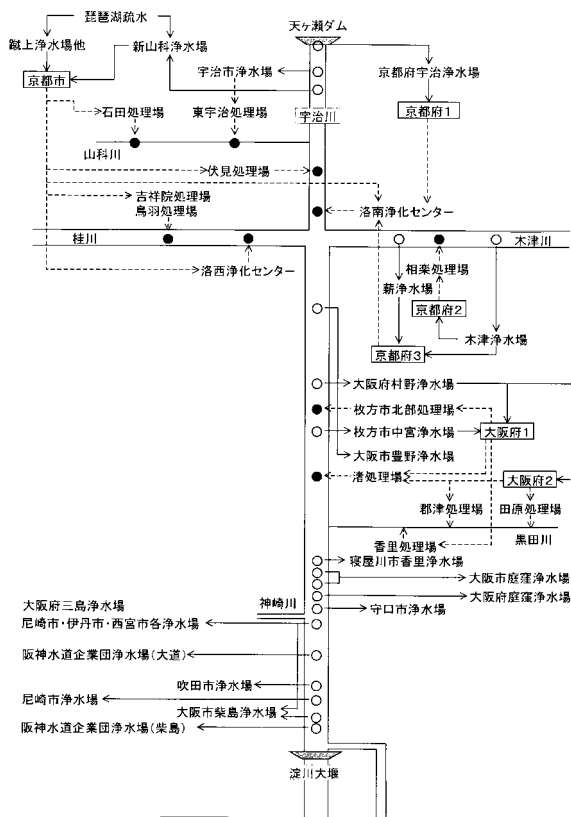 琵琶湖疏水
天ヶ瀬ダム
蹴上浄水場他
新山科浄水場
宇治市浄水場
京都府宇治浄水場
京都市
石田処理場
東宇治処理場
宇治川
京都府1
山科川
伏見処理場
吉祥院処理場
鳥羽処理場
洛南浄化センター
桂川
木津川
洛西浄化センター
相楽処理場
薪浄水場
京都府2
木津浄水場
京都府3
大阪府村野浄水場
枚方市北部処理場
枚方市中宮浄水場
大阪府1
大阪市豊野浄水場
渚処理場
大阪府2
郡津処理場
田原処理場
香里処理場
黒田川
寝屋川市香里浄水場
大阪市庭窪浄水場
大阪府庭窪浄水場
大阪府三島浄水場
神崎川
守口市浄水場
尼崎市・伊丹市・西宮市各浄水場
阪神水道企業団浄水場(大道)
吹田市浄水場
尼崎市浄水場
大阪市柴島浄水場
阪神水道企業団浄水場(柴島)
淀川大堰